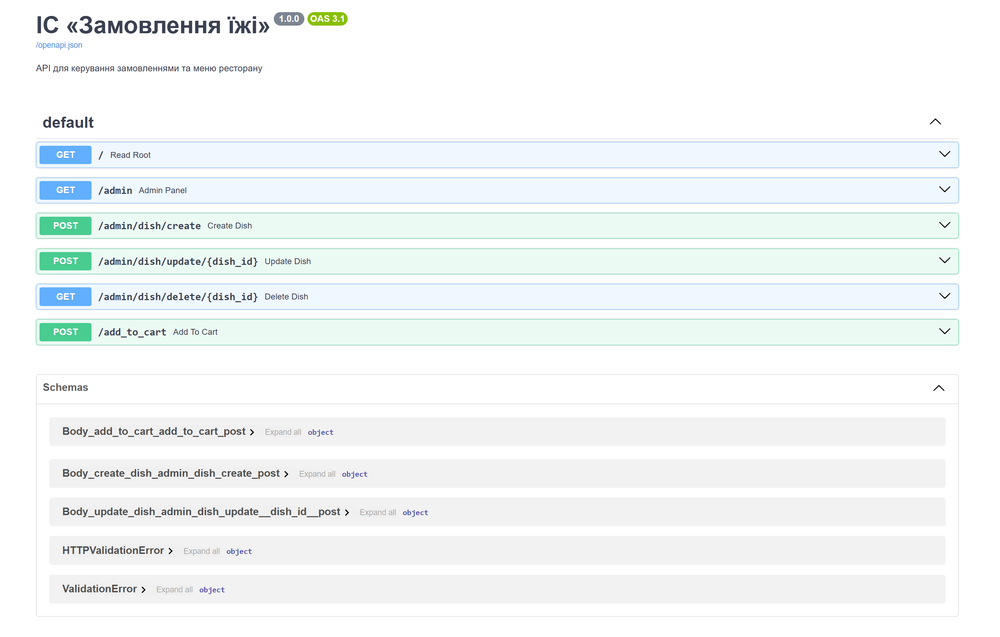 ІС «Замовлення їжі» 1.0.0 OAS 3.1
/openapi.json
API для керування замовленнями та меню ресторану
default
GET / Read Root
GET /admin Admin Panel
POST /admin/dish/create Create Dish
POST /admin/dish/update/{dish_id} Update Dish
GET /admin/dish/delete/{dish_id} Delete Dish
POST /add_to_cart Add To Cart
Schemas
Body_add_to_cart_add_to_cart_post Expand all object
Body_create_dish_admin_dish_create_post Expand all object
Body_update_dish_admin_dish_update__dish_id__post Expand all object
HTTPValidationError Expand all object
ValidationError Expand all object